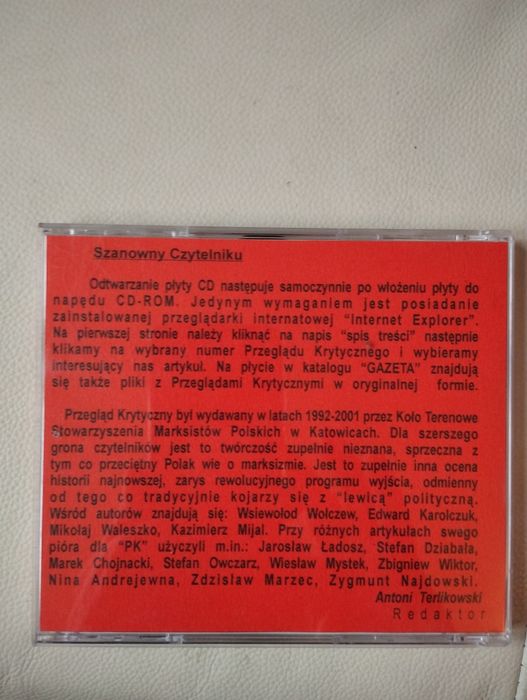 Szanowny Czytelniku
Odtwarzanie płyty CD następuje samoczynnie po włożeniu płyty do
napędu CD-ROM. Jedynym wymaganiem jest posiadanie
zainstalowanej przeglądarki internatowej "Internet Explorer".
Na pierwszej stronie należy kliknąć na napis "spis treści" następnie
klikamy na wybrany numer Przeglądu Krytycznego i wybieramy
interesujący nas artykuł. Na płycie w katalogu "GAZETA" znajdują
się także pliki z Przeglądami Krytycznymi w oryginalnej formie.
Przegląd Krytyczny był wydawany w latach 1992-2001 przez Koło Terenowe
Stowarzyszenia Marksistów Polskich w Katowicach. Dla szerszego
grona czytelników jest to twórczość zupełnie nieznana, sprzeczna z
tym co przeciętny Polak wie o marksizmie. Jest to zupełnie inna ocena
historii najnowszej, zarys rewolucyjnego programu wyjścia, odmienny
od tego co tradycyjnie kojarzy się z "lewicą" polityczną.
Wśród autorów znajdują się: Wsiewołod Wołczew, Edward Karolczuk,
Mikołaj Waleszko, Kazimierz Mijal. Przy różnych artykułach swego
pióra dla "PK" użyczyli m.in.: Jarosław Ładosz, Stefan Dziabała,
Marek Chojnacki, Stefan Owczarz, Wiesław Mystek, Zbigniew Wiktor,
Nina Andrejewna, Zdzisław Marzec, Zygmunt Najdowski.
Antoni Terlikowski
Redaktor